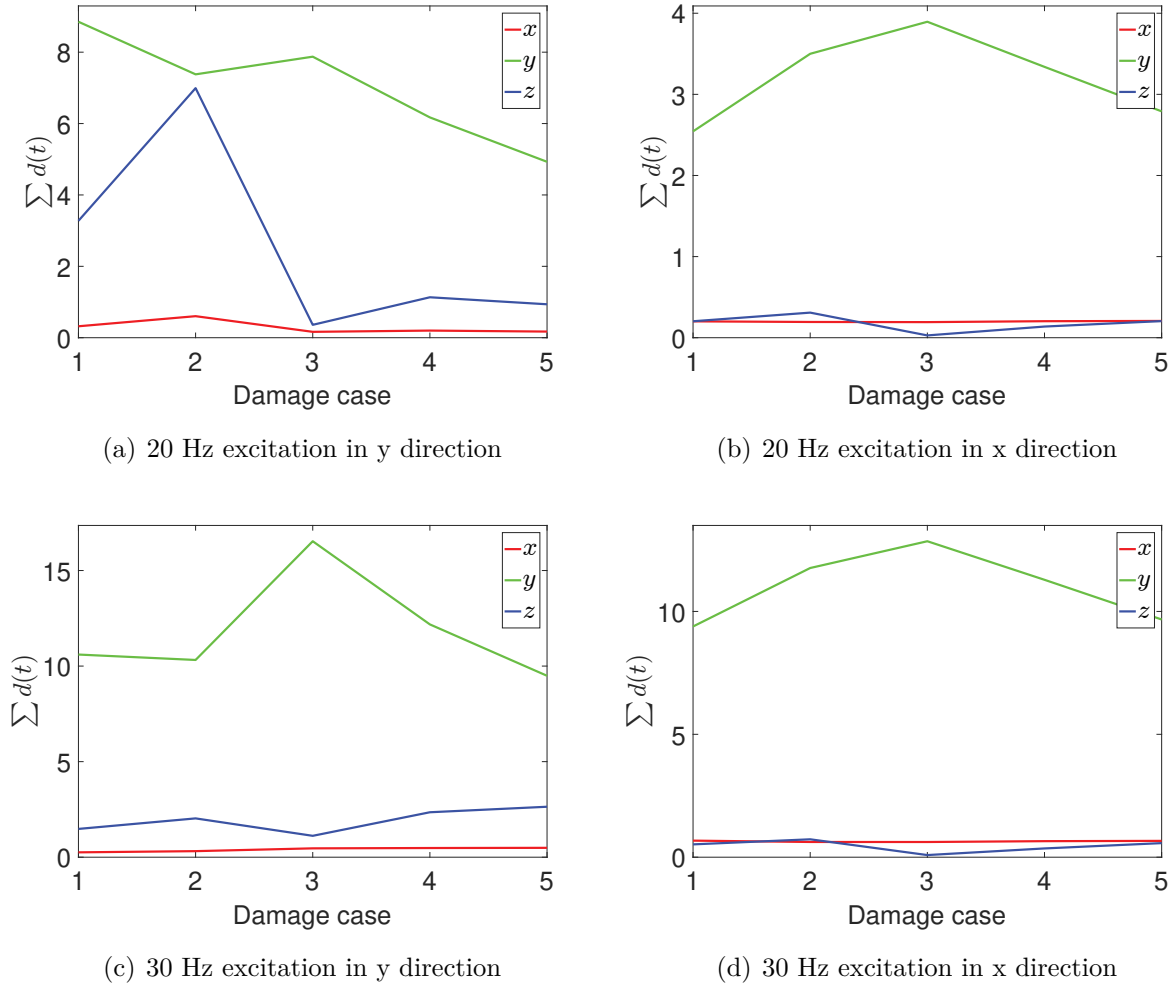 8
6
4
2
0
∑ d(t)
x
y
z
1 2 3 4 5
Damage case
(a) 20 Hz excitation in y direction
4
3
2
1
0
∑ d(t)
x
y
z
1 2 3 4 5
Damage case
(b) 20 Hz excitation in x direction
15
10
5
0
∑ d(t)
x
y
z
1 2 3 4 5
Damage case
(c) 30 Hz excitation in y direction
10
5
0
∑ d(t)
x
y
z
1 2 3 4 5
Damage case
(d) 30 Hz excitation in x direction